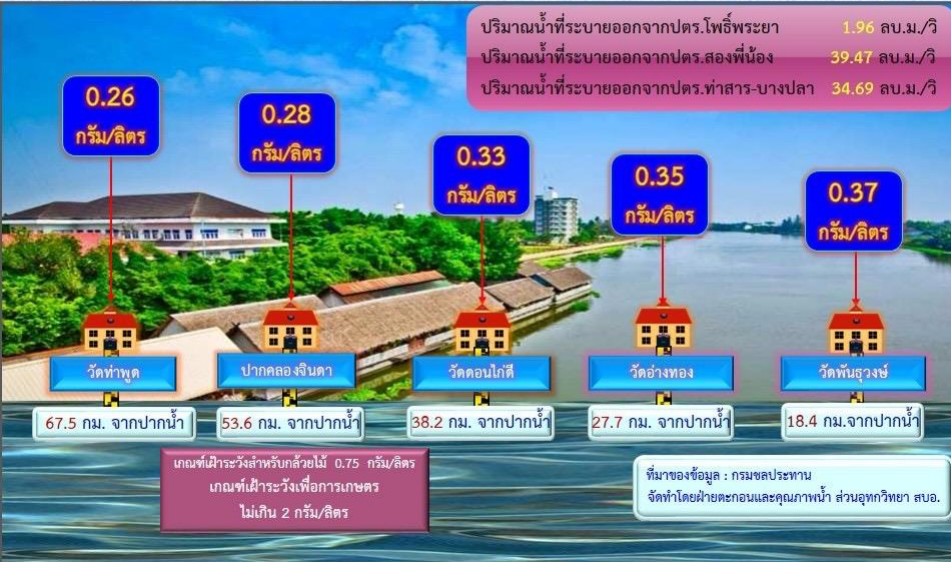 ปริมาณน้ำที่ระบายออกจากปตร.โพธิ์พระยา 1.96 ลบ.ม./วิ
ปริมาณน้ำที่ระบายออกจากปตร.สองพี่น้อง 39.47 ลบ.ม./วิ
ปริมาณน้ำที่ระบายออกจากปตร.ท่าสาร-บางปลา 34.69 ลบ.ม./วิ
0.26
กรัม/ลิตร
0.28
กรัม/ลิตร
0.33
กรัม/ลิตร
0.35
กรัม/ลิตร
0.37
กรัม/ลิตร
วัดท่าพูด
ปากคลองจินดา
วัดดอนไก่ดี
วัดอ่างทอง
วัดพันธุวงษ์
67.5 กม. จากปากน้ำ
53.6 กม. จากปากน้ำ
38.2 กม. จากปากน้ำ
27.7 กม. จากปากน้ำ
18.4 กม.จากปากน้ำ
เกณฑ์เฝ้าระวังสำหรับกล้วยไม้ 0.75 กรัม/ลิตร
เกณฑ์เฝ้าระวังเพื่อการเกษตร
ไม่เกิน 2 กรัม/ลิตร
ที่มาของข้อมูล : กรมชลประทาน
จัดทำโดยฝ่ายตะกอนและคุณภาพน้ำ ส่วนอุทกวิทยา สบอ.